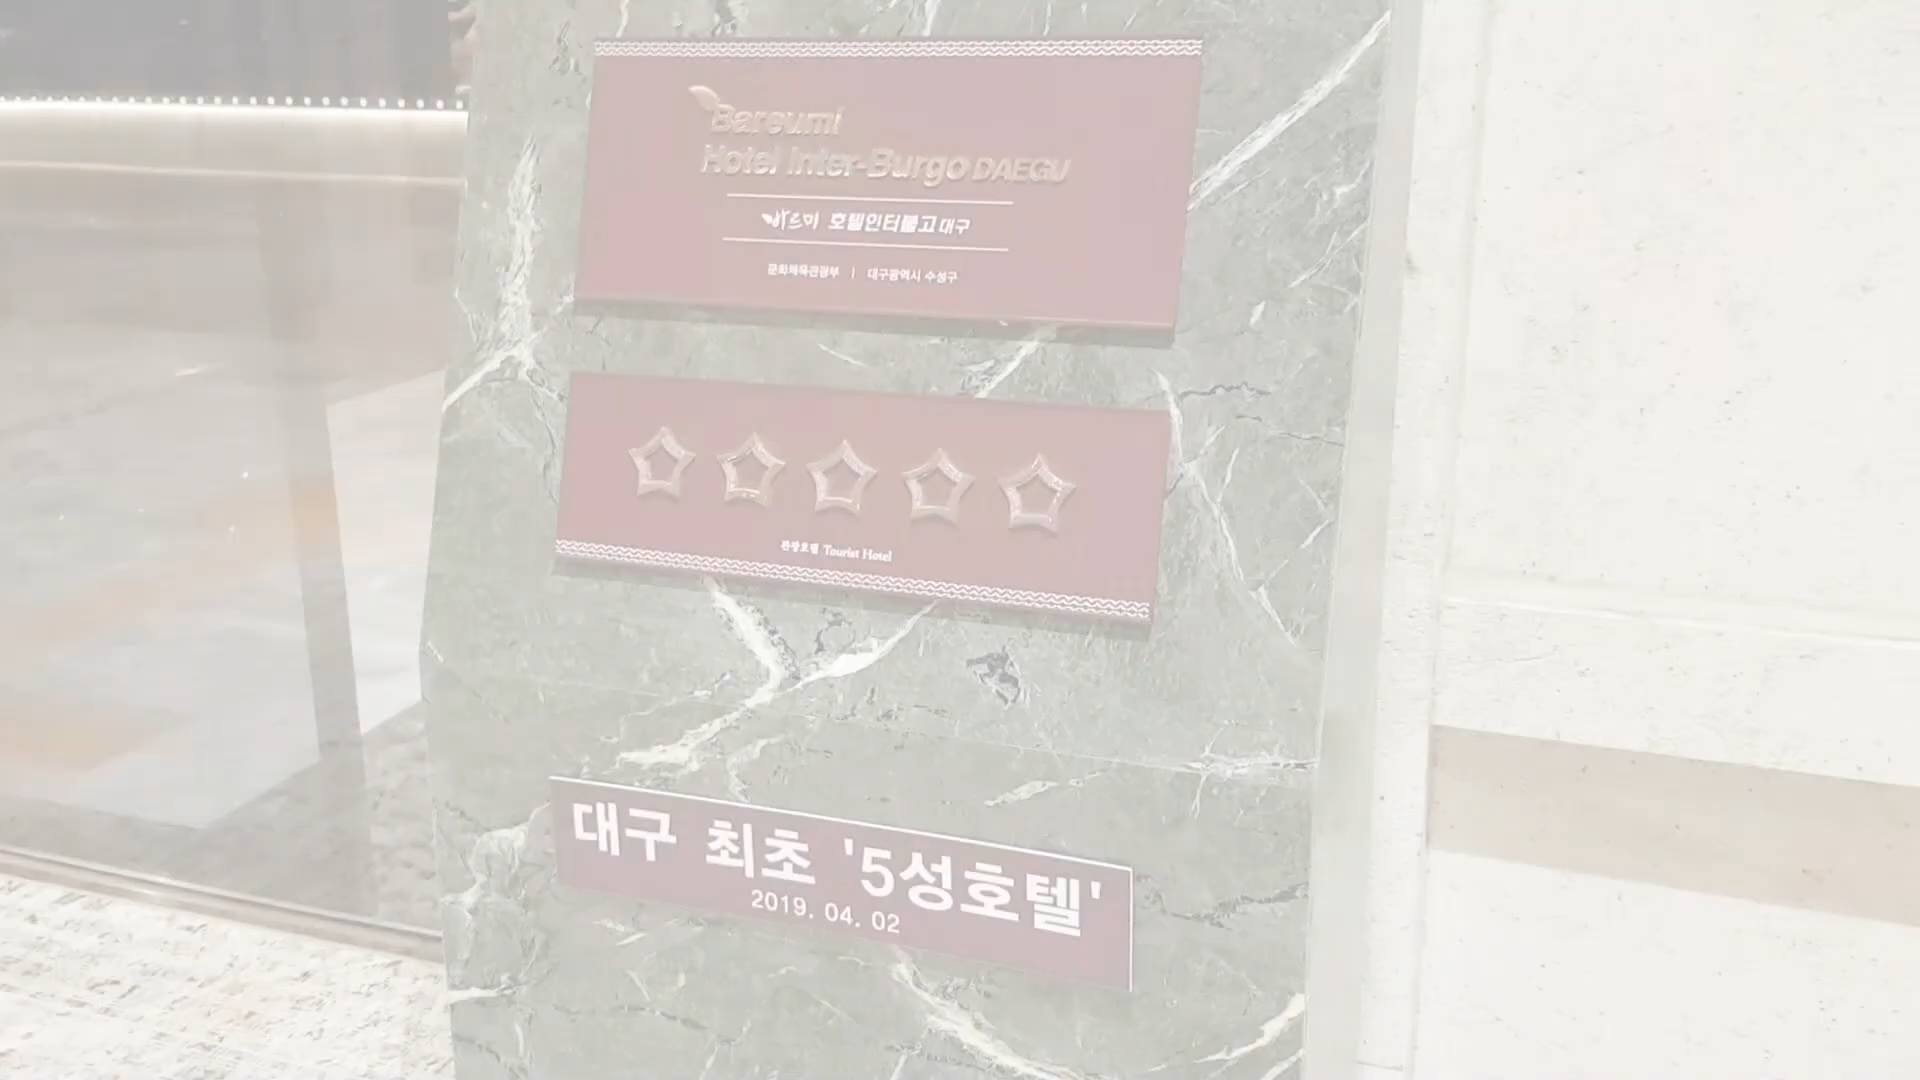 Bareumi
Hotel Inter-Burgo DAEGU
바르미 호텔인터불고대구
문화체육관광부 | 대구광역시 수성구
관광호텔 Tourist Hotel
대구 최초 '5성호텔'
2019. 04. 02